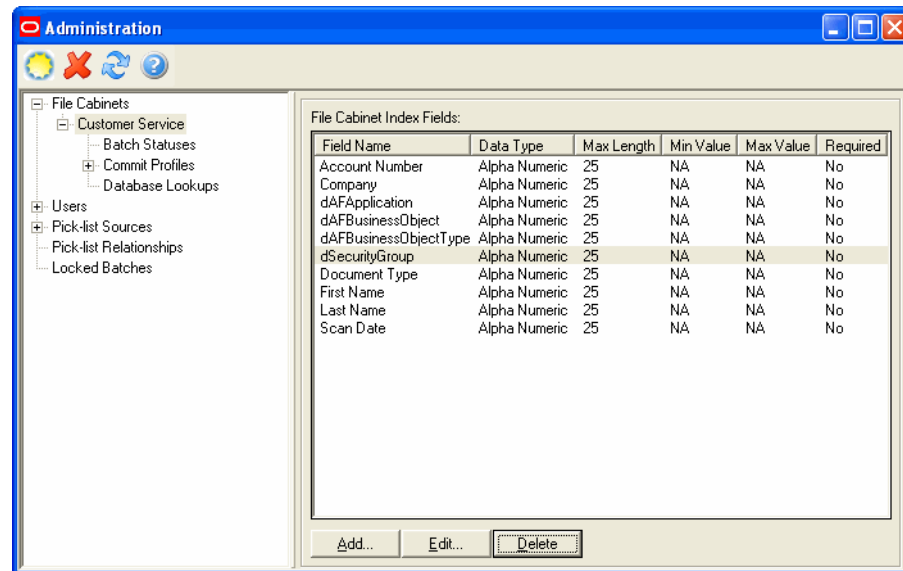 Administration
File Cabinets
Customer Service
Batch Statuses
Commit Profiles
Database Lookups
Users
Pick-list Sources
Pick-list Relationships
Locked Batches
File Cabinet Index Fields:
Field Name Data Type Max Length Min Value Max Value Required
Account Number Alpha Numeric 25 NA NA No
Company Alpha Numeric 25 NA NA No
dAFApplication Alpha Numeric 25 NA NA No
dAFBusinessObject Alpha Numeric 25 NA NA No
dAFBusinessObjectType Alpha Numeric 25 NA NA No
dSecurityGroup Alpha Numeric 25 NA NA No
Document Type Alpha Numeric 25 NA NA No
First Name Alpha Numeric 25 NA NA No
Last Name Alpha Numeric 25 NA NA No
Scan Date Alpha Numeric 25 NA NA No
Add... Edit... Delete